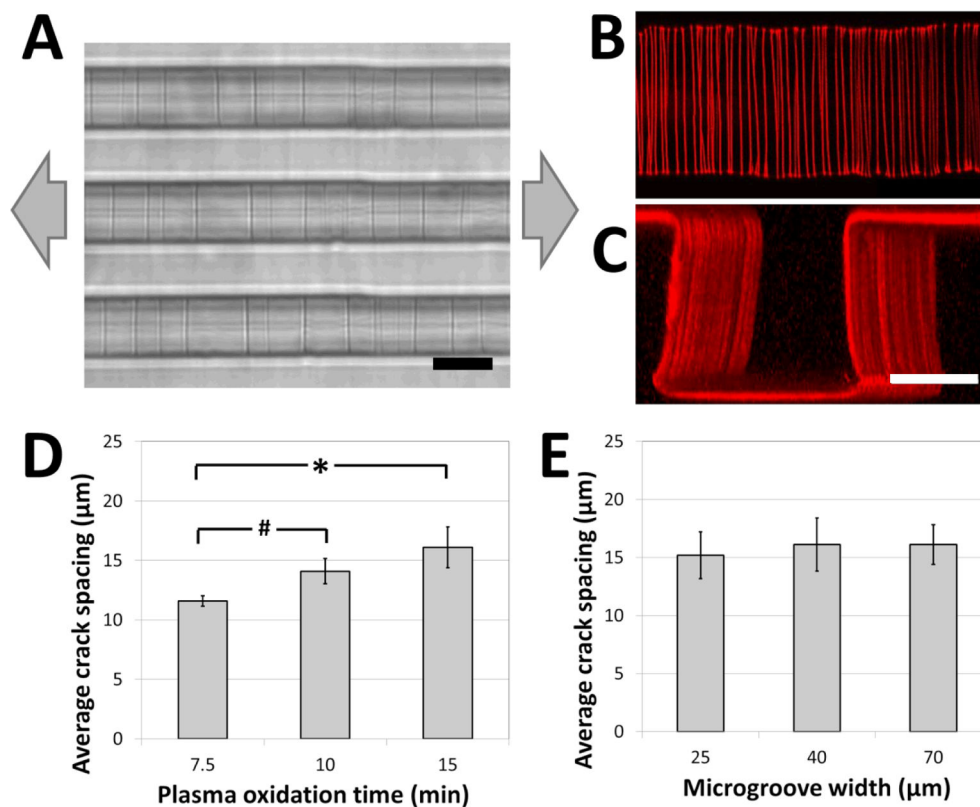 A
B
C
D
Average crack spacing (µm)
25
20
15
10
5
0
*
#
7.5 10 15
Plasma oxidation time (min)
E
Average crack spacing (µm)
25
20
15
10
5
0
25 40 70
Microgroove width (µm)